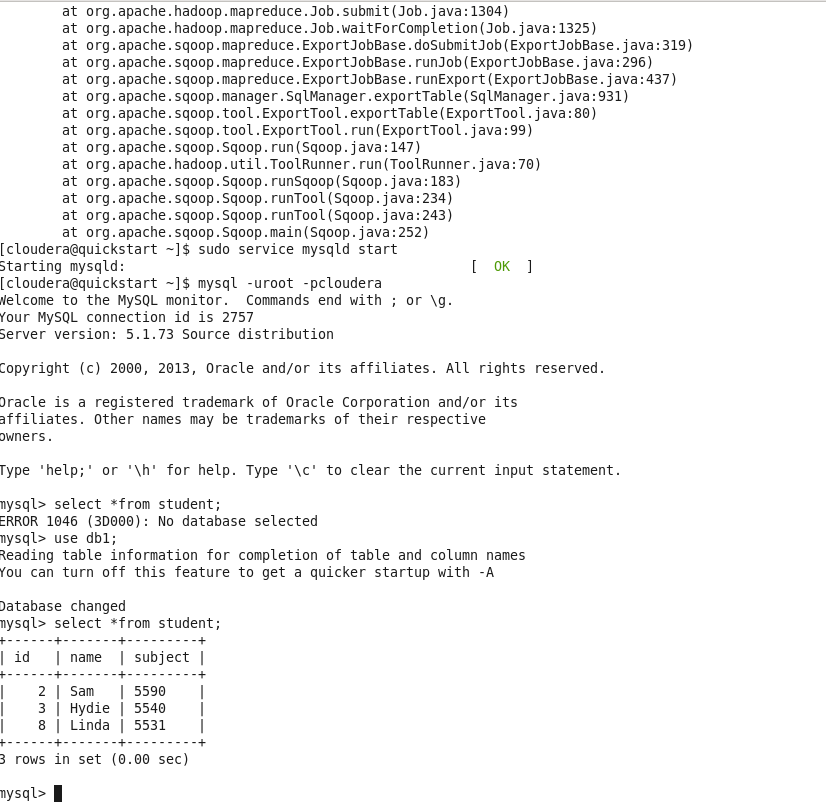 at org.apache.hadoop.mapreduce.Job.submit(Job.java:1304)
at org.apache.hadoop.mapreduce.Job.waitForCompletion(Job.java:1325)
at org.apache.sqoop.mapreduce.ExportJobBase.doSubmitJob(ExportJobBase.java:319)
at org.apache.sqoop.mapreduce.ExportJobBase.runJob(ExportJobBase.java:296)
at org.apache.sqoop.mapreduce.ExportJobBase.runExport(ExportJobBase.java:437)
at org.apache.sqoop.manager.SqlManager.exportTable(SqlManager.java:931)
at org.apache.sqoop.tool.ExportTool.exportTable(ExportTool.java:80)
at org.apache.sqoop.tool.ExportTool.run(ExportTool.java:99)
at org.apache.sqoop.Sqoop.run(Sqoop.java:147)
at org.apache.hadoop.util.ToolRunner.run(ToolRunner.java:70)
at org.apache.sqoop.Sqoop.runSqoop(Sqoop.java:183)
at org.apache.sqoop.Sqoop.runTool(Sqoop.java:234)
at org.apache.sqoop.Sqoop.runTool(Sqoop.java:243)
at org.apache.sqoop.Sqoop.main(Sqoop.java:252)
[cloudera@quickstart ~]$ sudo service mysqld start
Starting mysqld:                                           [  OK  ]
[cloudera@quickstart ~]$ mysql -uroot -pcloudera
Welcome to the MySQL monitor.  Commands end with ; or \g.
Your MySQL connection id is 2757
Server version: 5.1.73 Source distribution

Copyright (c) 2000, 2013, Oracle and/or its affiliates. All rights reserved.

Oracle is a registered trademark of Oracle Corporation and/or its
affiliates. Other names may be trademarks of their respective
owners.

Type 'help;' or '\h' for help. Type '\c' to clear the current input statement.

mysql> select *from student;
ERROR 1046 (3D000): No database selected
mysql> use db1;
Reading table information for completion of table and column names
You can turn off this feature to get a quicker startup with -A

Database changed
mysql> select *from student;
+------+-------+---------+
| id   | name  | subject |
+------+-------+---------+
|    2 | Sam   | 5590    |
|    3 | Hydie | 5540    |
|    8 | Linda | 5531    |
+------+-------+---------+
3 rows in set (0.00 sec)

mysql>